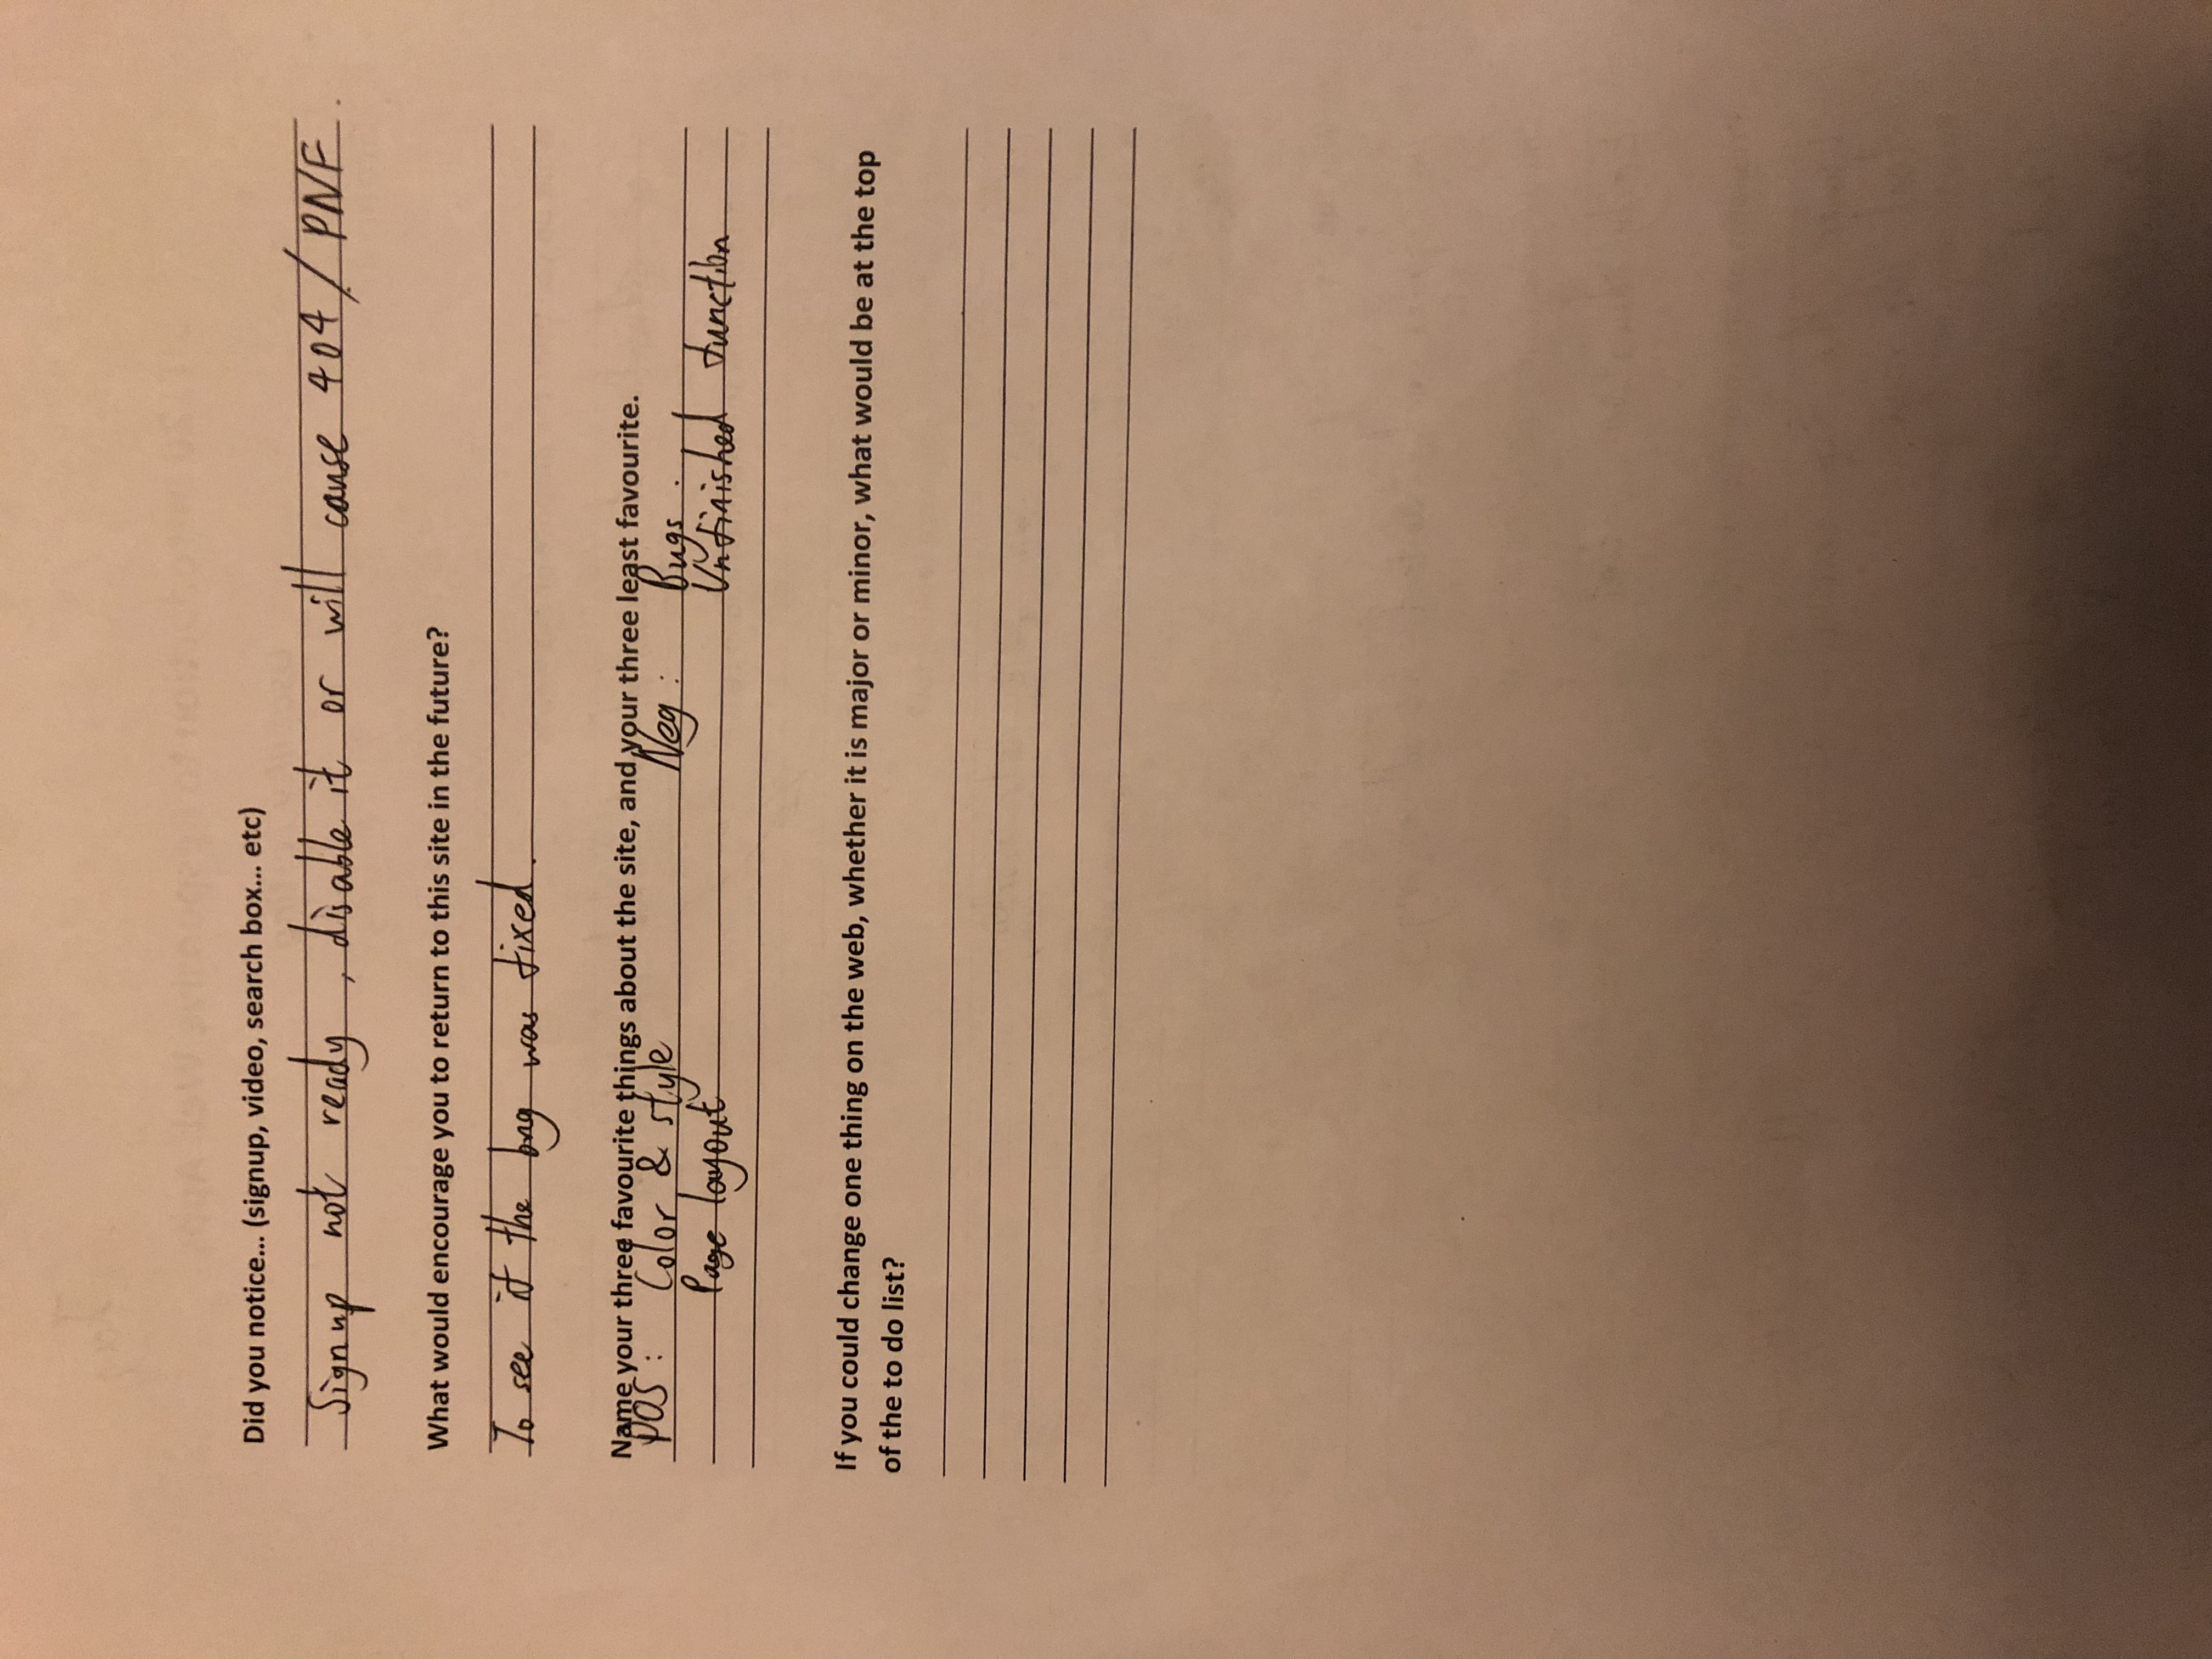 Did you notice... (signup, video, search box... etc)
Signup not ready, disable it or will cause 404/PNF.
What would encourage you to return to this site in the future?
To see if the bug was fixed.
Name your three favourite things about the site, and your three least favourite.
POS: Color & style Neg: Bugs.
Page layout Unfinished function
If you could change one thing on the web, whether it is major or minor, what would be at the top
of the to do list?